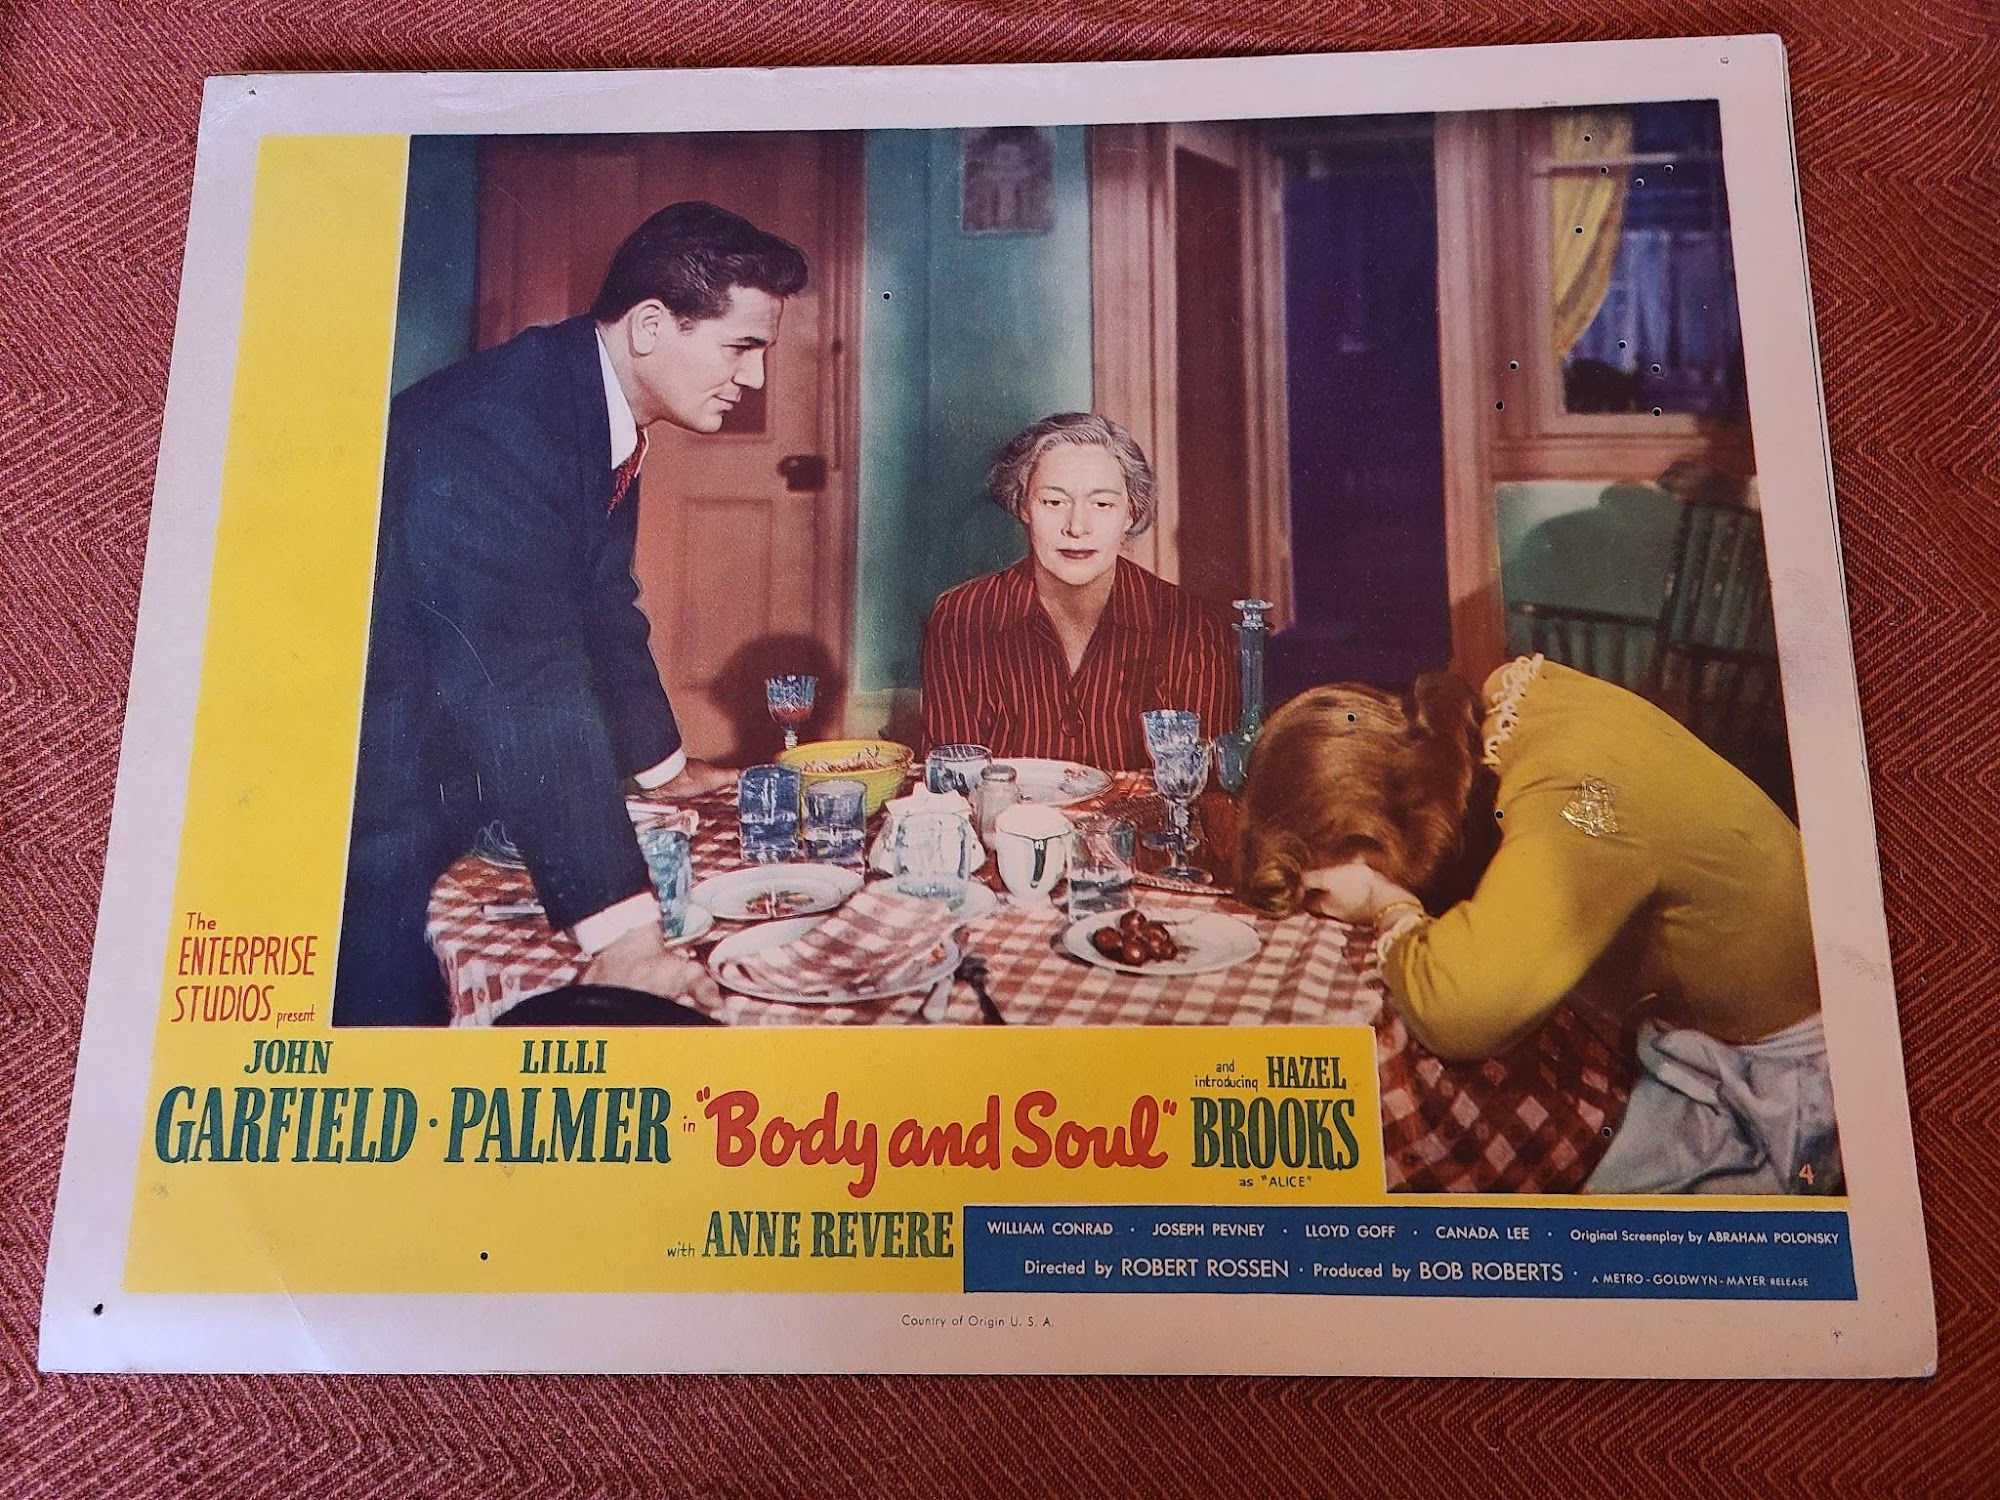 The
ENTERPRISE
STUDIOS present
JOHN
GARFIELD · LILLI
PALMER in "Body and Soul"
and
introducing HAZEL
BROOKS
as "ALICE"
4
with ANNE REVERE
WILLIAM CONRAD · JOSEPH PEVNEY · LLOYD GOFF · CANADA LEE · Original Screenplay by ABRAHAM POLONSKY
Directed by ROBERT ROSSEN · Produced by BOB ROBERTS · A METRO-GOLDWYN-MAYER RELEASE
Country of Origin U. S. A.